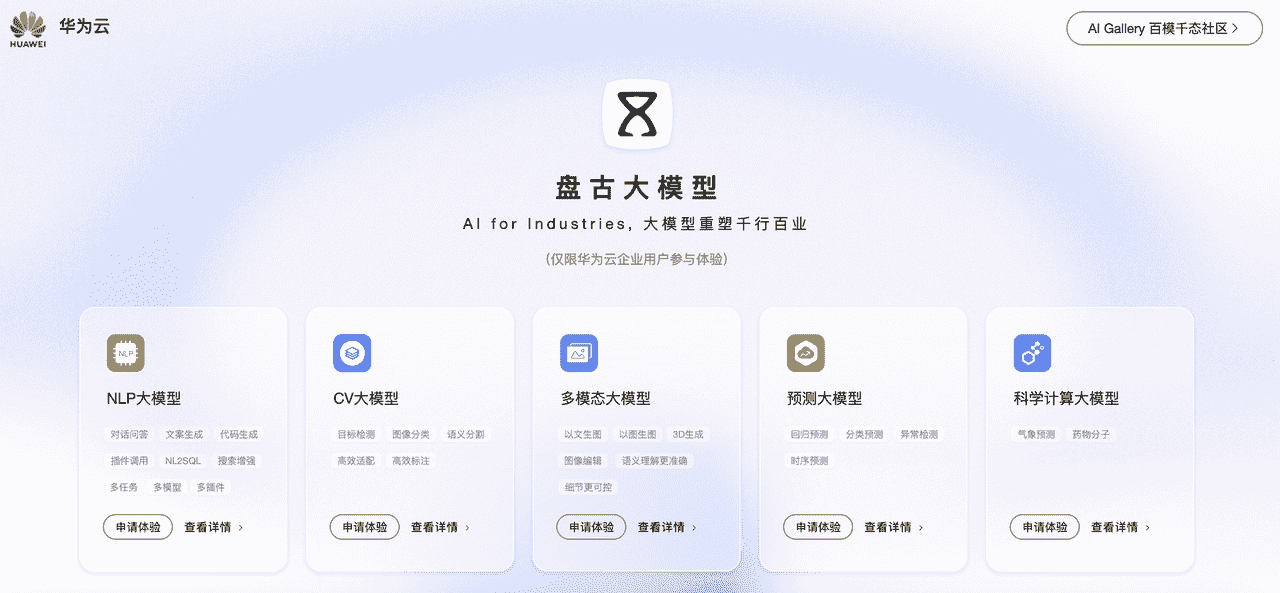 HUAWEI
华为云
AI Gallery 百模千态社区 >
盘古大模型
AI for Industries, 大模型重塑千行百业
(仅限华为云企业用户参与体验)
NLP
NLP大模型
对话问答 文案生成 代码生成
插件调用 NL2SQL 搜索增强
多任务 多模型 多插件
申请体验 查看详情 >
CV大模型
目标检测 图像分类 语义分割
高效适配 高效标注
申请体验 查看详情 >
多模态大模型
以文生图 以图生图 3D生成
图像编辑 语义理解更准确
细节更可控
申请体验 查看详情 >
预测大模型
回归预测 分类预测 异常检测
时序预测
申请体验 查看详情 >
科学计算大模型
气象预测 药物分子
申请体验 查看详情 >